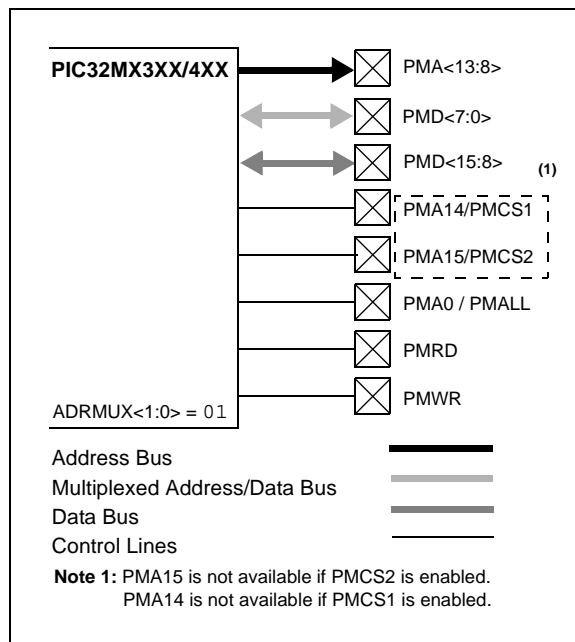 PIC32MX3XX/4XX
PMA<13:8>
PMD<7:0>
PMD<15:8>
(1)
PMA14/PMCS1
PMA15/PMCS2
PMA0 / PMALL
PMRD
PMWR
ADRMUX<1:0> = 01
Address Bus
Multiplexed Address/Data Bus
Data Bus
Control Lines
Note 1: PMA15 is not available if PMCS2 is enabled.
PMA14 is not available if PMCS1 is enabled.